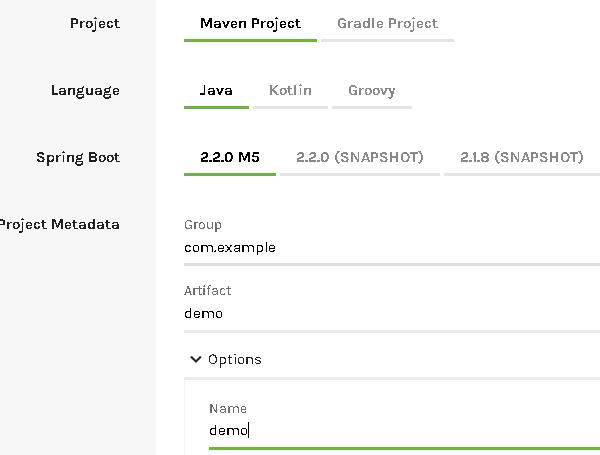 Project Maven Project Gradle Project
Language Java Kotlin Groovy
Spring Boot 2.2.0 M5 2.2.0 (SNAPSHOT) 2.1.8 (SNAPSHOT)
Project Metadata Group
com.example
Artifact
demo
Options
Name
demo